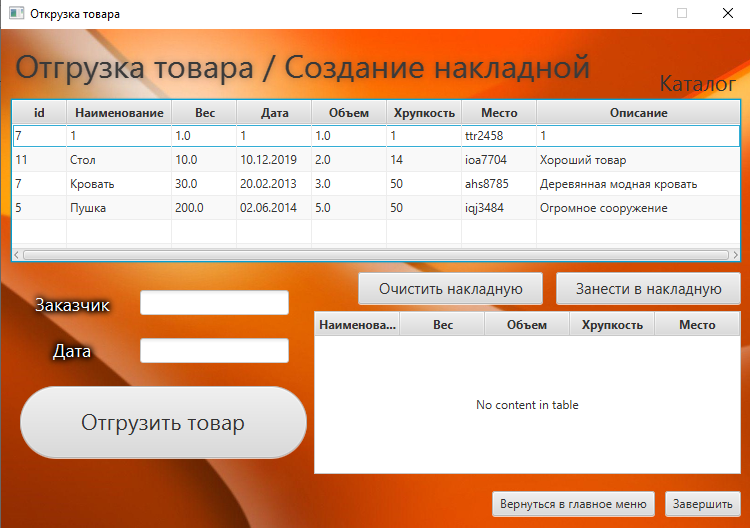 Открузка товара
Отгрузка товара / Создание накладной
Каталог
id Наименование Вес Дата Объем Хрупкость Место Описание
7 1 1.0 1 1.0 1 ttr2458 1
11 Стол 10.0 10.12.2019 2.0 14 ioa7704 Хороший товар
7 Кровать 30.0 20.02.2013 3.0 50 ahs8785 Деревянная модная кровать
5 Пушка 200.0 02.06.2014 5.0 50 iqj3484 Огромное сооружение
Очистить накладную Занести в накладную
Заказчик
Наименова... Вес Объем Хрупкость Место
Дата
No content in table
Отгрузить товар
Вернуться в главное меню Завершить